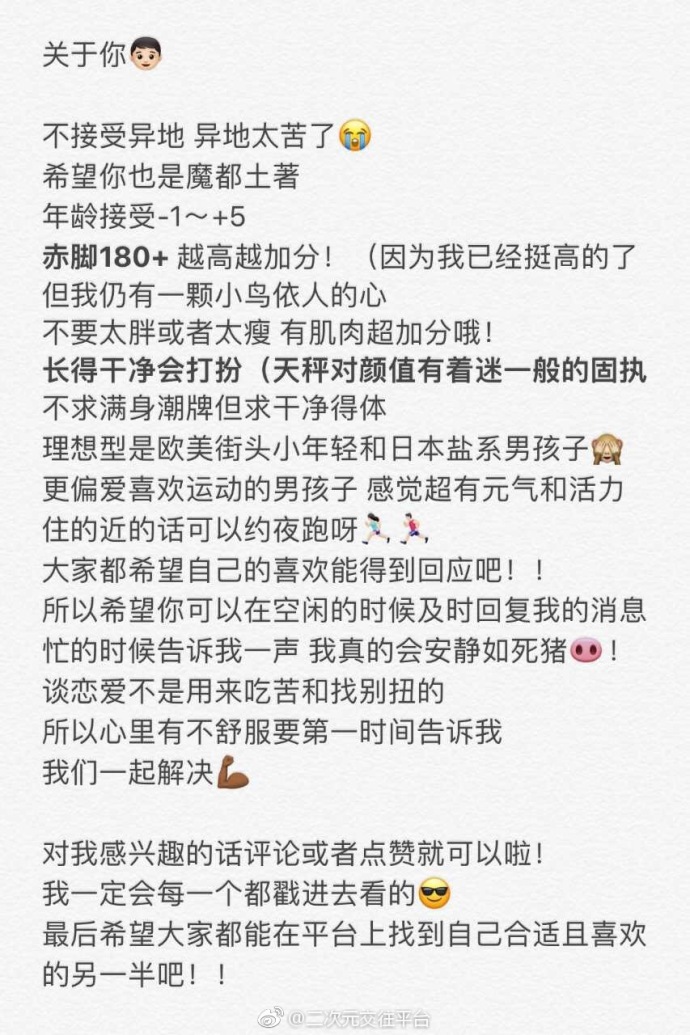 关于你👦🏻
不接受异地 异地太苦了😭
希望你也是魔都土著
年龄接受-1～+5
赤脚180+ 越高越加分！（因为我已经挺高的了
但我仍有一颗小鸟依人的心
不要太胖或者太瘦 有肌肉超加分哦！
长得干净会打扮（天秤对颜值有着迷一般的固执
不求满身潮牌但求干净得体
理想型是欧美街头小年轻和日本盐系男孩子🙈
更偏爱喜欢运动的男孩子 感觉超有元气和活力
住的近的话可以约夜跑呀🏃🏻‍♀️🏃🏻
大家都希望自己的喜欢能得到回应吧！！
所以希望你可以在空闲的时候及时回复我的消息
忙的时候告诉我一声 我真的会安静如死猪🐽！
谈恋爱不是用来吃苦和找别扭的
所以心里有不舒服要第一时间告诉我
我们一起解决💪🏾
对我感兴趣的话评论或者点赞就可以啦！
我一定会每一个都戳进去看的😎
最后希望大家都能在平台上找到自己合适且喜欢
的另一半吧！！
@二次元交往平台